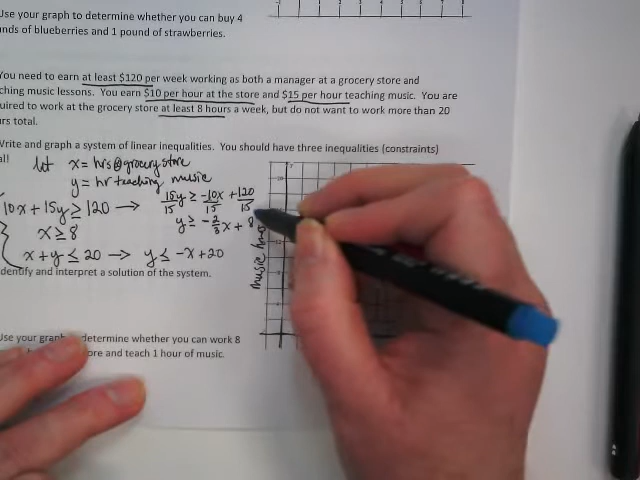 Use your graph to determine whether you can buy 4
nds of blueberries and 1 pound of strawberries.
You need to earn at least $120 per week working as both a manager at a grocery store and
ching music lessons. You earn $10 per hour at the store and $15 per hour teaching music. You are
uired to work at the grocery store at least 8 hours a week, but do not want to work more than 20
rs total.
Write and graph a system of linear inequalities. You should have three inequalities (constraints)
all!
let x = hrs@grocery store
y = hr teaching music
10x + 15y ≥ 120 → 15y/15 ≥ -10x/15 + 120/15
y ≥ -2/3x + 8
x ≥ 8
x + y ≤ 20 → y ≤ -x + 20
dentify and interpret a solution of the system.
music
Use your graph determine whether you can work 8
ore and teach 1 hour of music.